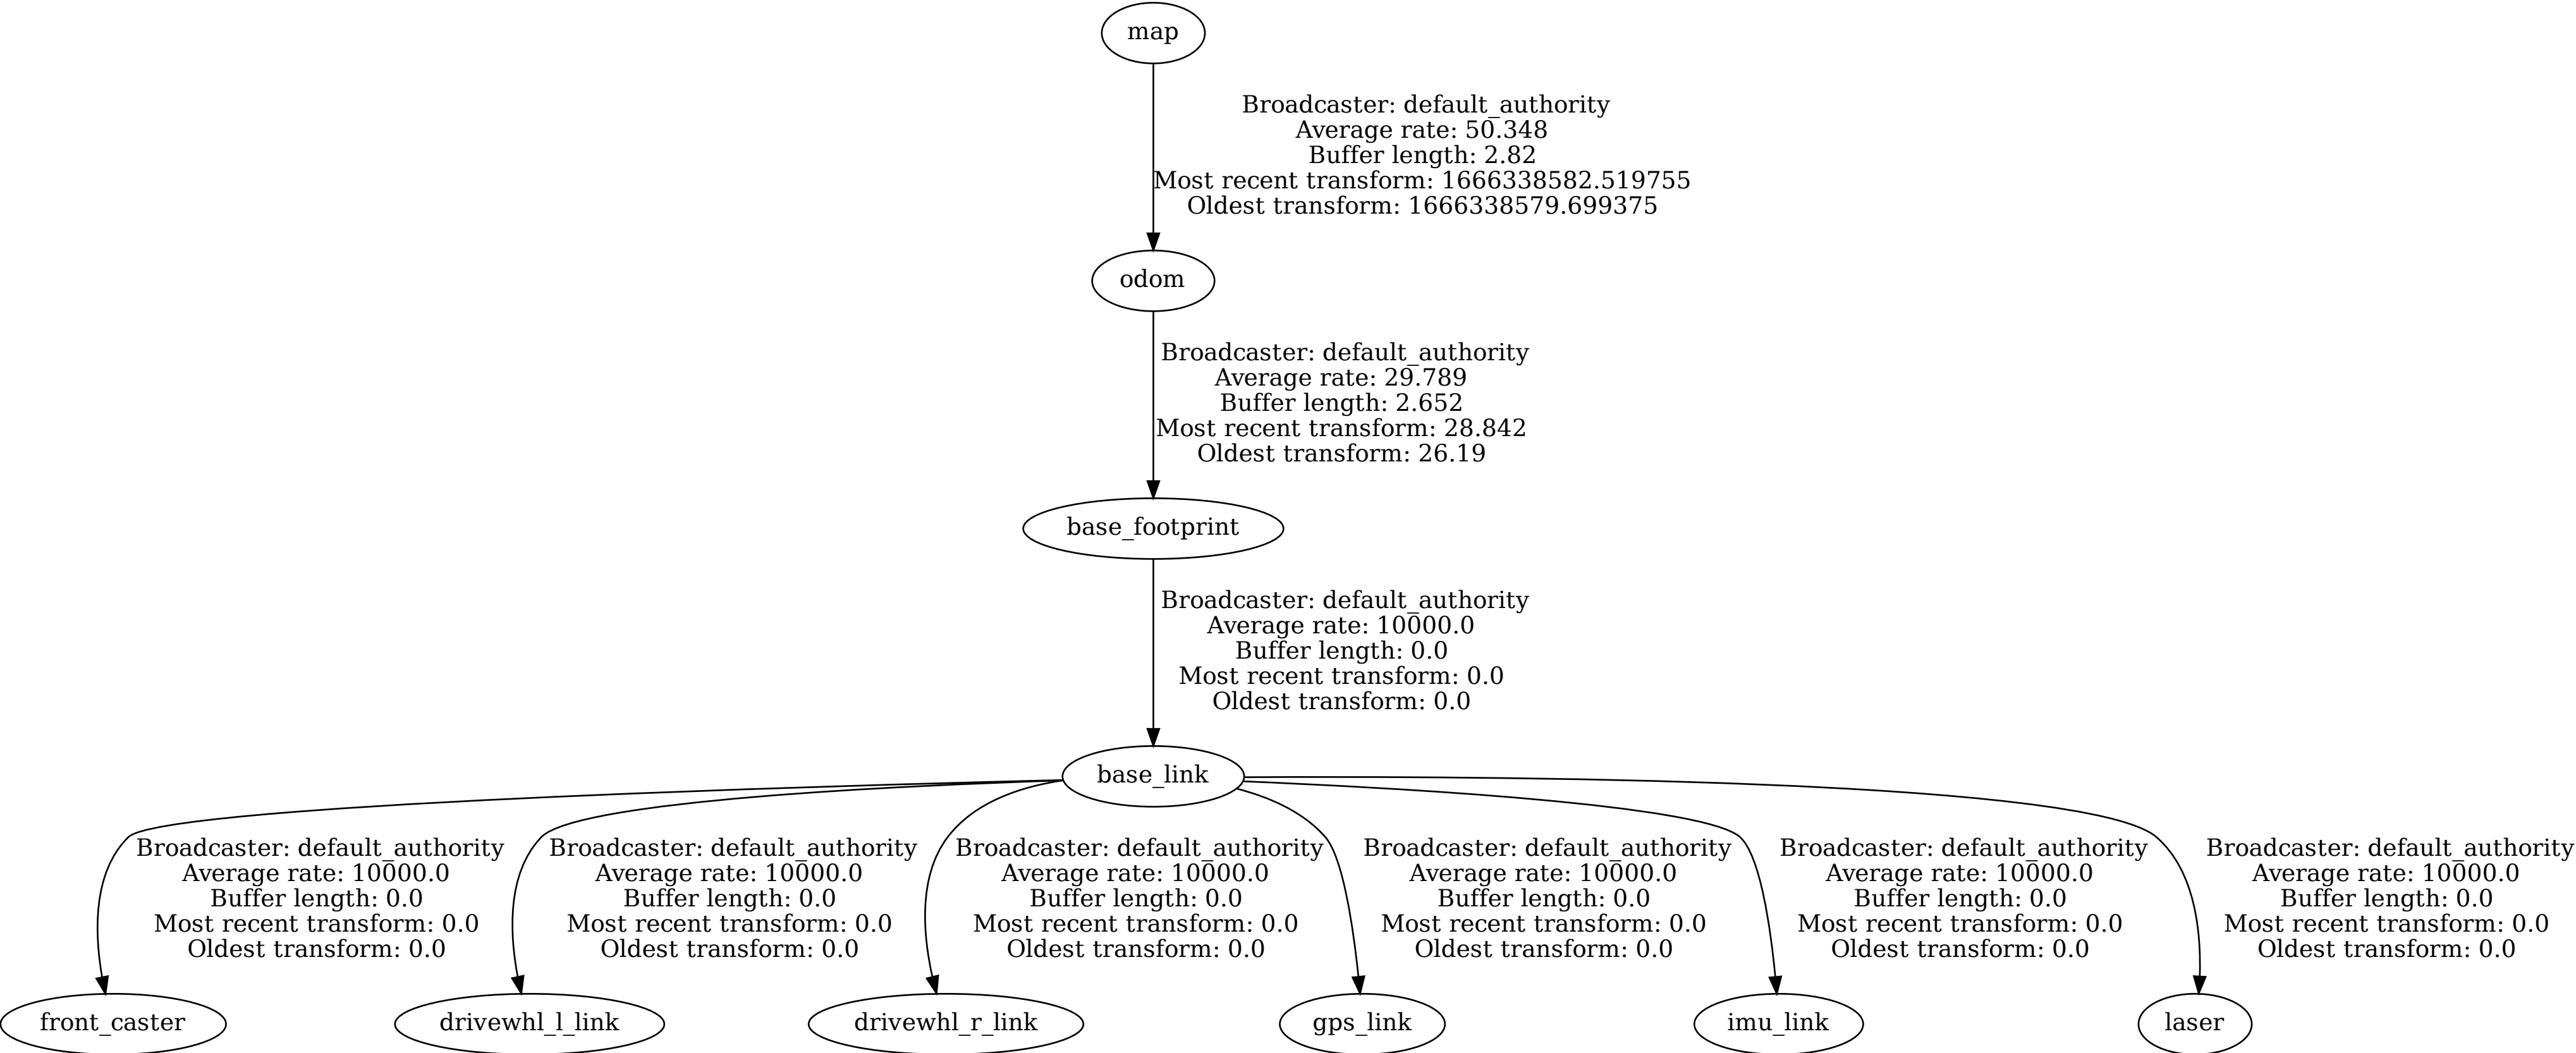 map
Broadcaster: default_authority
Average rate: 50.348
Buffer length: 2.82
Most recent transform: 1666338582.519755
Oldest transform: 1666338579.699375
odom
Broadcaster: default_authority
Average rate: 29.789
Buffer length: 2.652
Most recent transform: 28.842
Oldest transform: 26.19
base_footprint
Broadcaster: default_authority
Average rate: 10000.0
Buffer length: 0.0
Most recent transform: 0.0
Oldest transform: 0.0
base_link
Broadcaster: default_authority
Average rate: 10000.0
Buffer length: 0.0
Most recent transform: 0.0
Oldest transform: 0.0
front_caster
Broadcaster: default_authority
Average rate: 10000.0
Buffer length: 0.0
Most recent transform: 0.0
Oldest transform: 0.0
drivewhl_l_link
Broadcaster: default_authority
Average rate: 10000.0
Buffer length: 0.0
Most recent transform: 0.0
Oldest transform: 0.0
drivewhl_r_link
Broadcaster: default_authority
Average rate: 10000.0
Buffer length: 0.0
Most recent transform: 0.0
Oldest transform: 0.0
gps_link
Broadcaster: default_authority
Average rate: 10000.0
Buffer length: 0.0
Most recent transform: 0.0
Oldest transform: 0.0
imu_link
Broadcaster: default_authority
Average rate: 10000.0
Buffer length: 0.0
Most recent transform: 0.0
Oldest transform: 0.0
laser